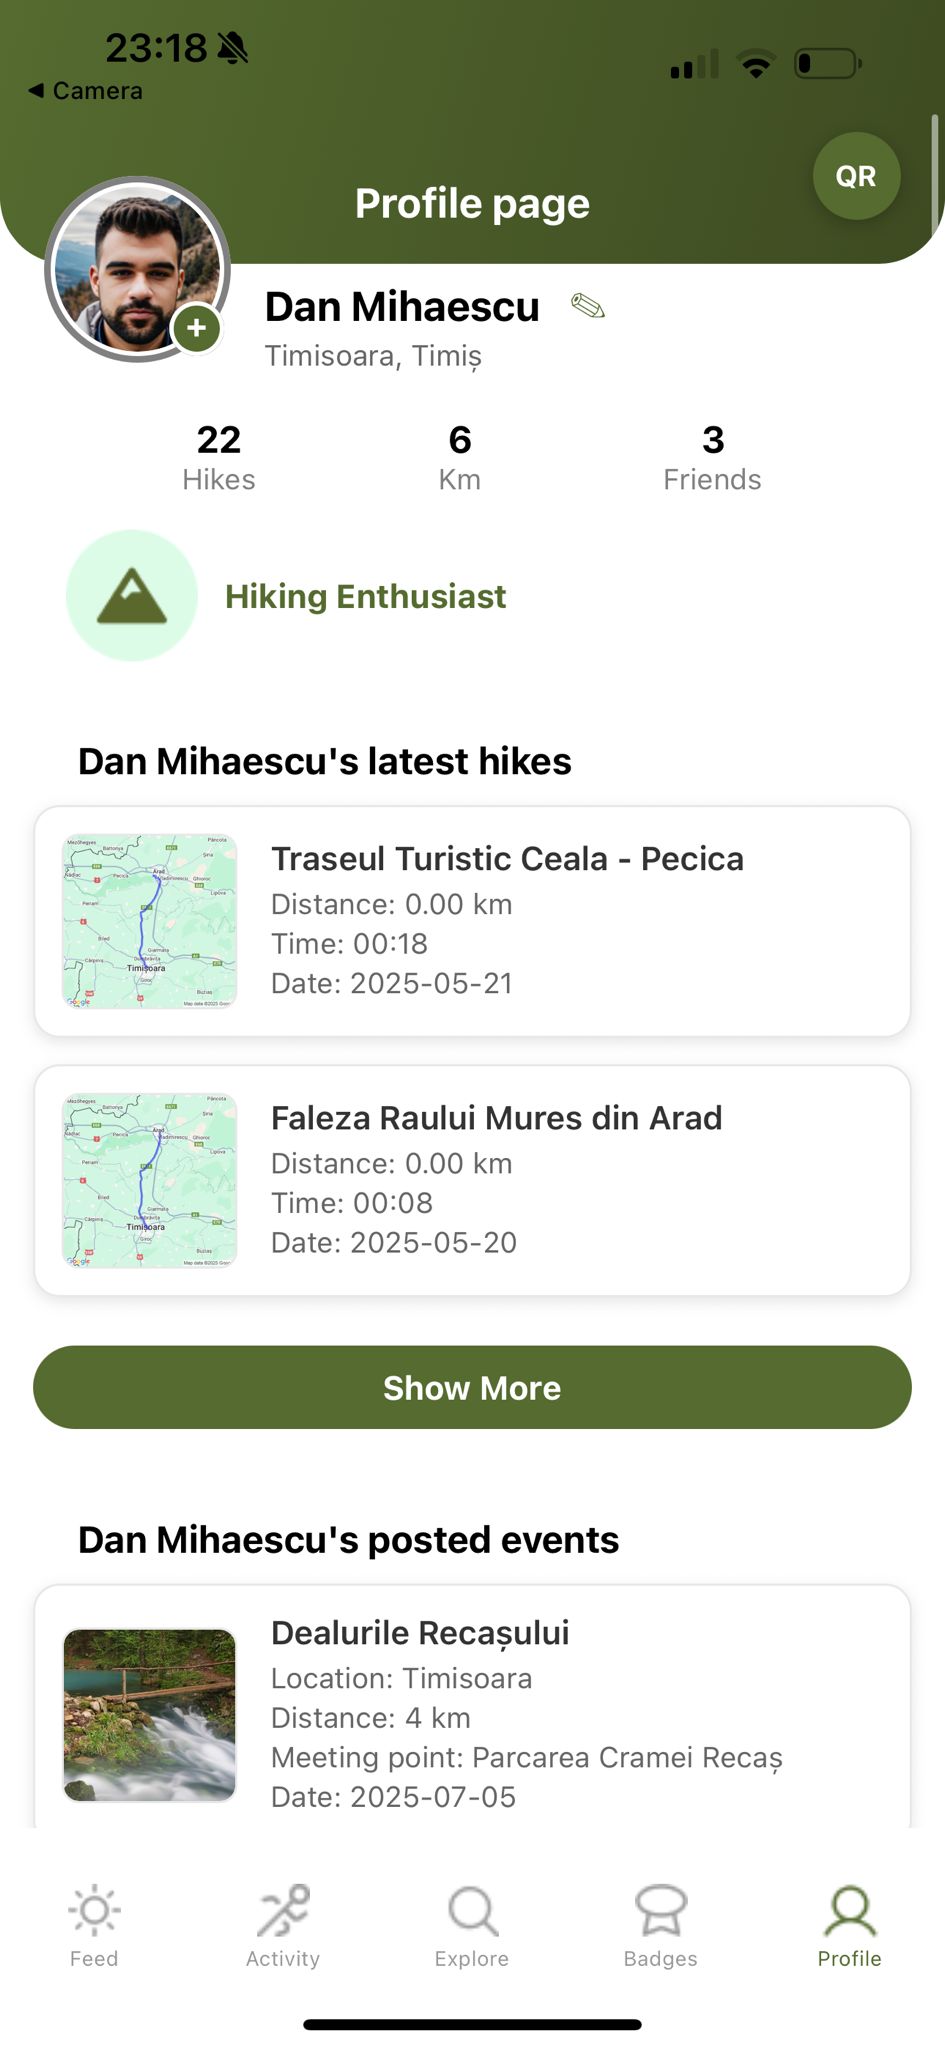 23:18
◀ Camera
QR
Profile page
Dan Mihaescu
Timisoara, Timiș
22
Hikes
6
Km
3
Friends
Hiking Enthusiast
Dan Mihaescu's latest hikes
Traseul Turistic Ceala - Pecica
Distance: 0.00 km
Time: 00:18
Date: 2025-05-21
Timișoara
Faleza Raului Mures din Arad
Distance: 0.00 km
Time: 00:08
Date: 2025-05-20
Timișoara
Show More
Dan Mihaescu's posted events
Dealurile Recașului
Location: Timisoara
Distance: 4 km
Meeting point: Parcarea Cramei Recaș
Date: 2025-07-05
Feed
Activity
Explore
Badges
Profile